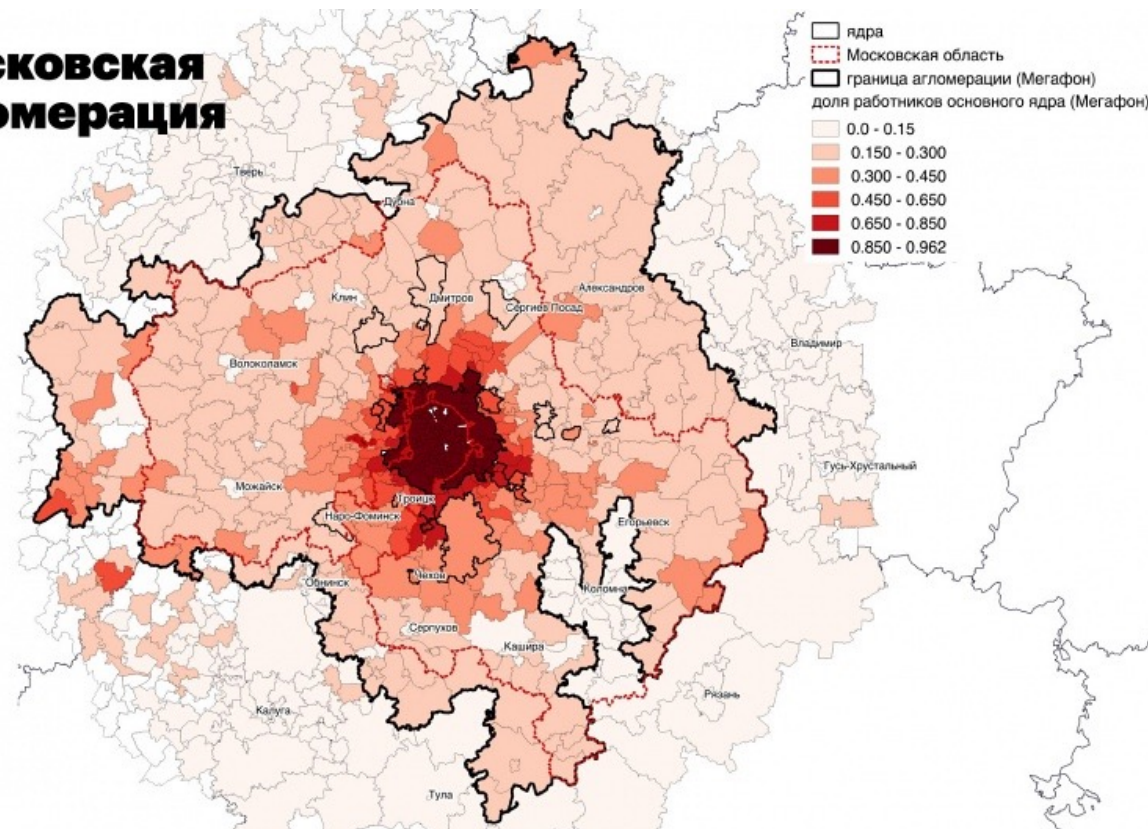 сковская
омерация
ядра
Московская область
граница агломерации (Мегафон)
доля работников основного ядра (Мегафон)
0.0 - 0.15
0.150 - 0.300
0.300 - 0.450
0.450 - 0.650
0.650 - 0.850
0.850 - 0.962
Тверь
Дубна
Александров
Клин
Дмитров
Сергиев Посад
Владимир
Волоколамск
Гусь-Хрустальный
Можайск
Троицк
Наро-Фоминск
Егорьевск
Чехов
Обнинск
Коломна
Серпухов
Кашира
Рязань
Калуга
Тула